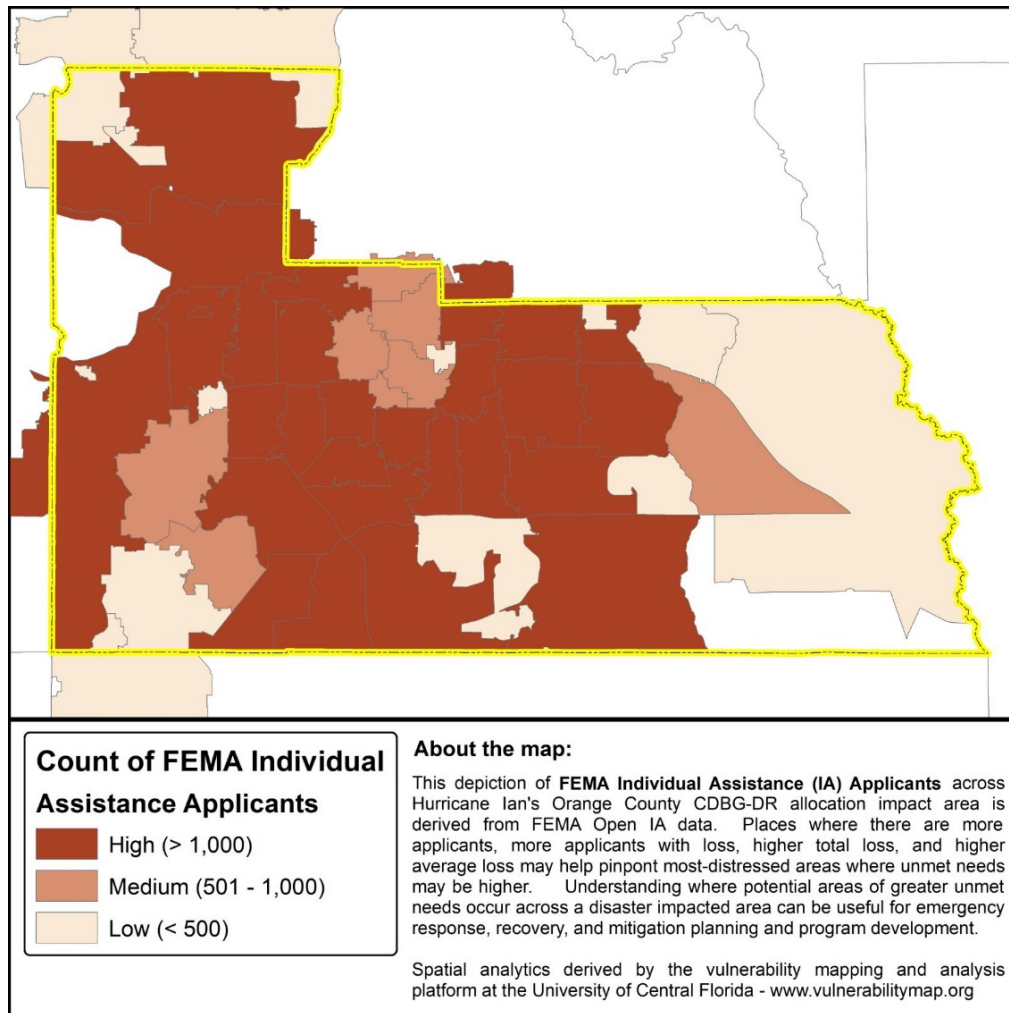 Count of FEMA Individual
Assistance Applicants
High (> 1,000)
Medium (501 - 1,000)
Low (< 500)
About the map:
This depiction of FEMA Individual Assistance (IA) Applicants across
Hurricane Ian's Orange County CDBG-DR allocation impact area is
derived from FEMA Open IA data. Places where there are more
applicants, more applicants with loss, higher total loss, and higher
average loss may help pinpont most-distressed areas where unmet needs
may be higher. Understanding where potential areas of greater unmet
needs occur across a disaster impacted area can be useful for emergency
response, recovery, and mitigation planning and program development.
Spatial analytics derived by the vulnerability mapping and analysis
platform at the University of Central Florida - www.vulnerabilitymap.org